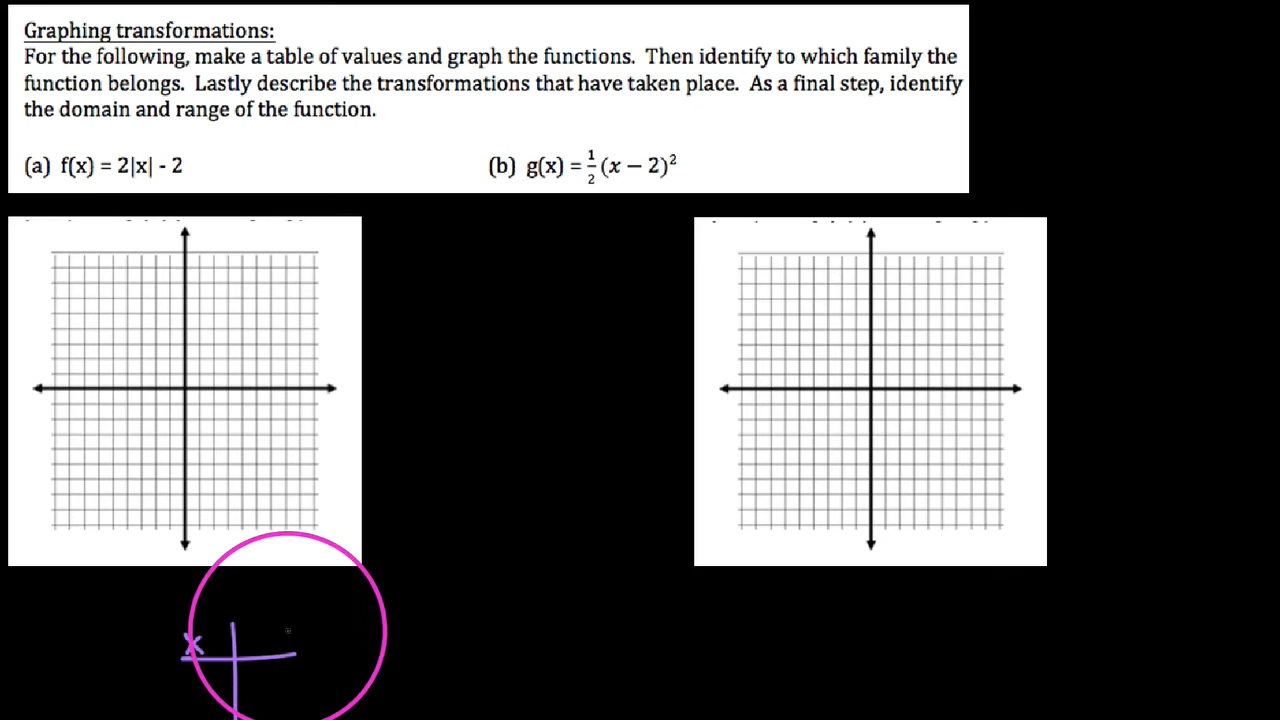 Graphing transformations:
For the following, make a table of values and graph the functions. Then identify to which family the
function belongs. Lastly describe the transformations that have taken place. As a final step, identify
the domain and range of the function.
(a) f(x) = 2|x| - 2
(b) g(x) = ½(x − 2)²
x